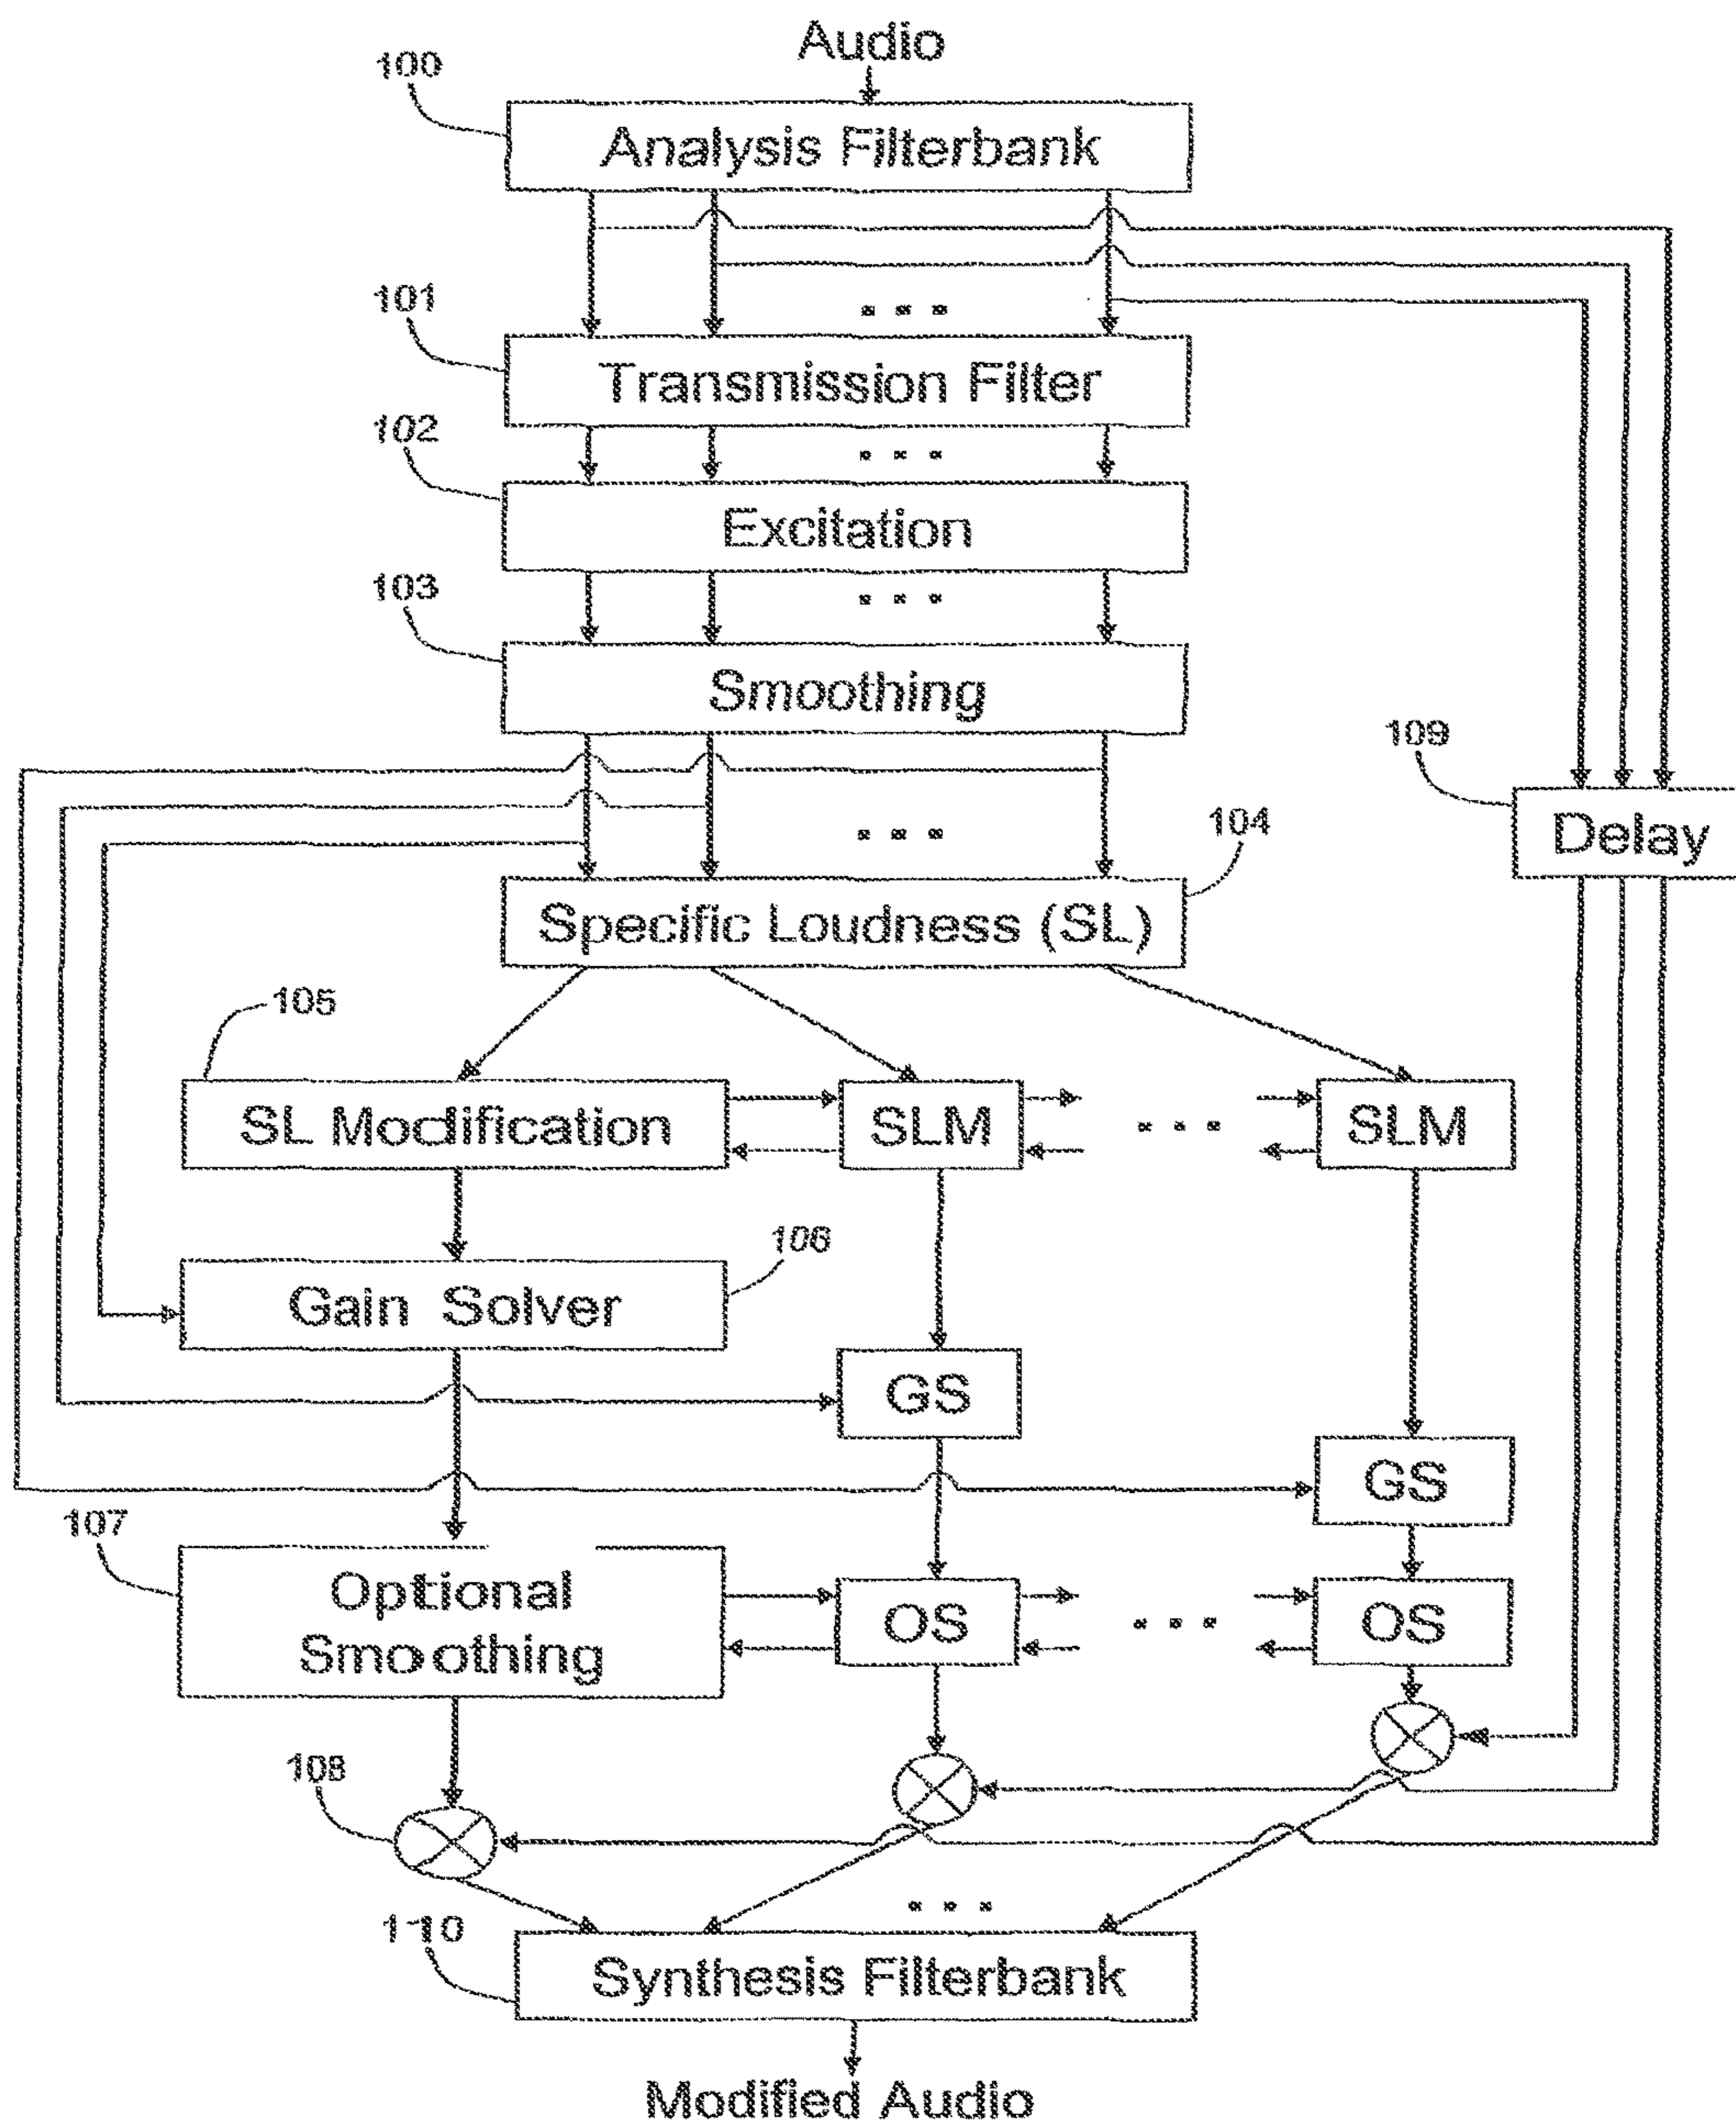 Audio
100
Analysis Filterbank
101
. . .
Transmission Filter
102
. . .
Excitation
103
. . .
Smoothing
109
Delay
104
. . .
Specific Loudness (SL)
105
SL Modification
SLM
. . .
SLM
106
Gain Solver
GS
GS
107
Optional
Smoothing
OS
. . .
OS
108
. . .
110
Synthesis Filterbank
Modified Audio